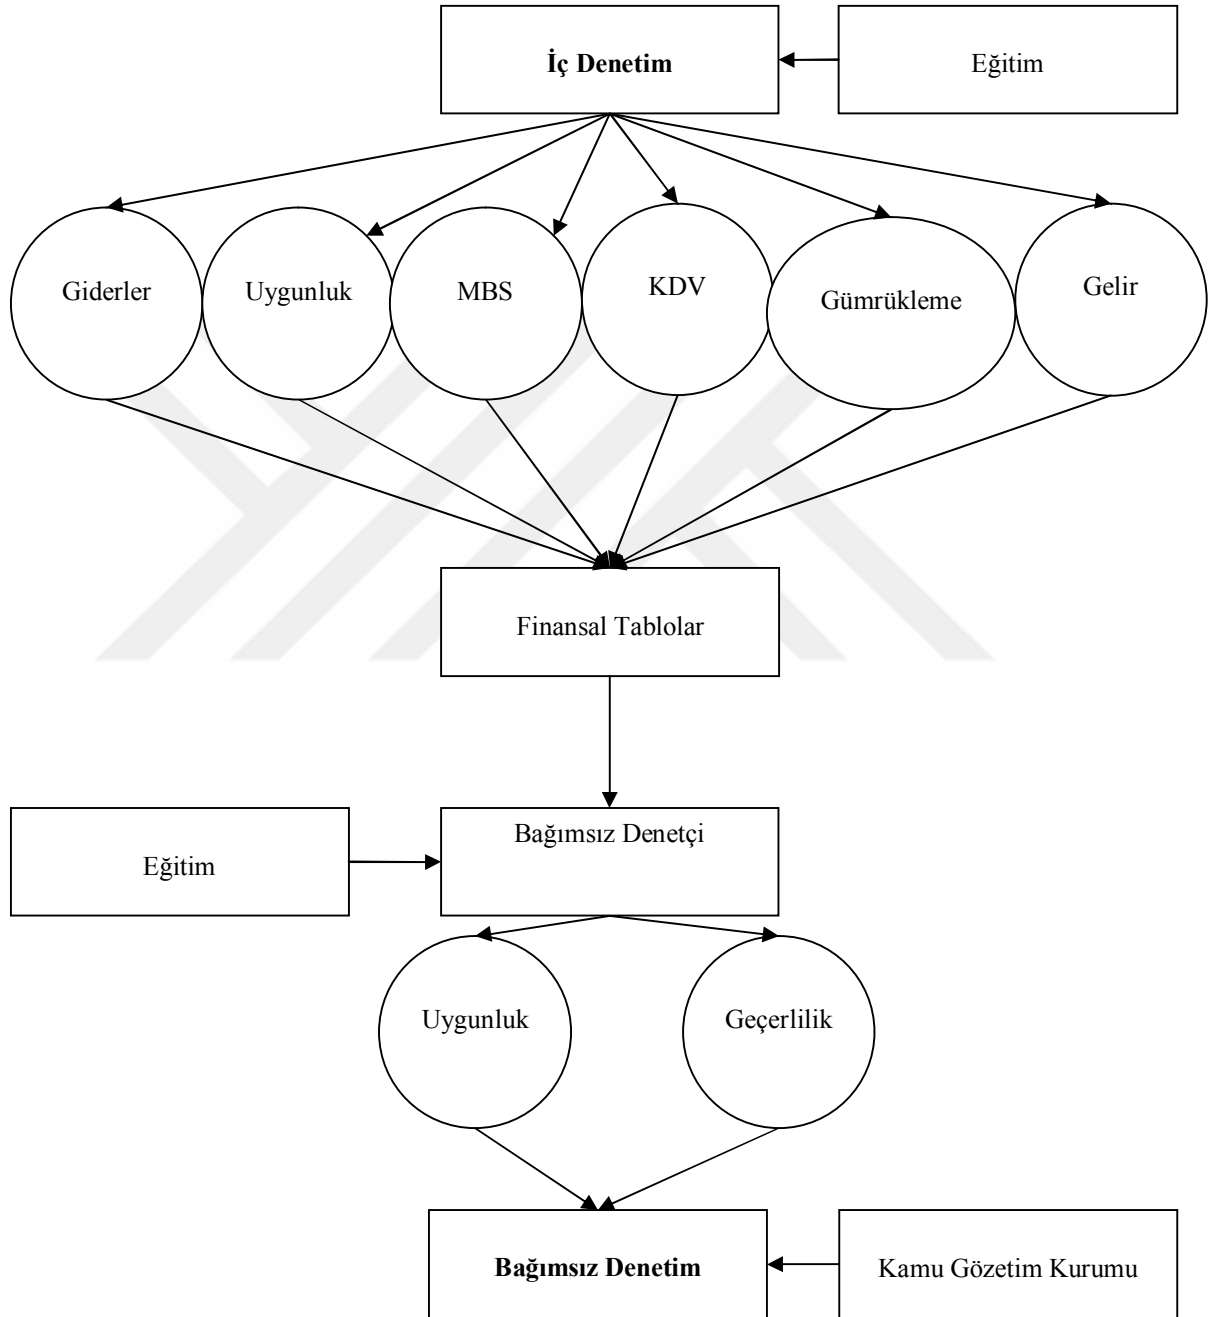 İç Denetim
Eğitim
Giderler
Uygunluk
MBS
KDV
Gümrükleme
Gelir
Finansal Tablolar
Bağımsız Denetçi
Eğitim
Uygunluk
Geçerlilik
Bağımsız Denetim
Kamu Gözetim Kurumu